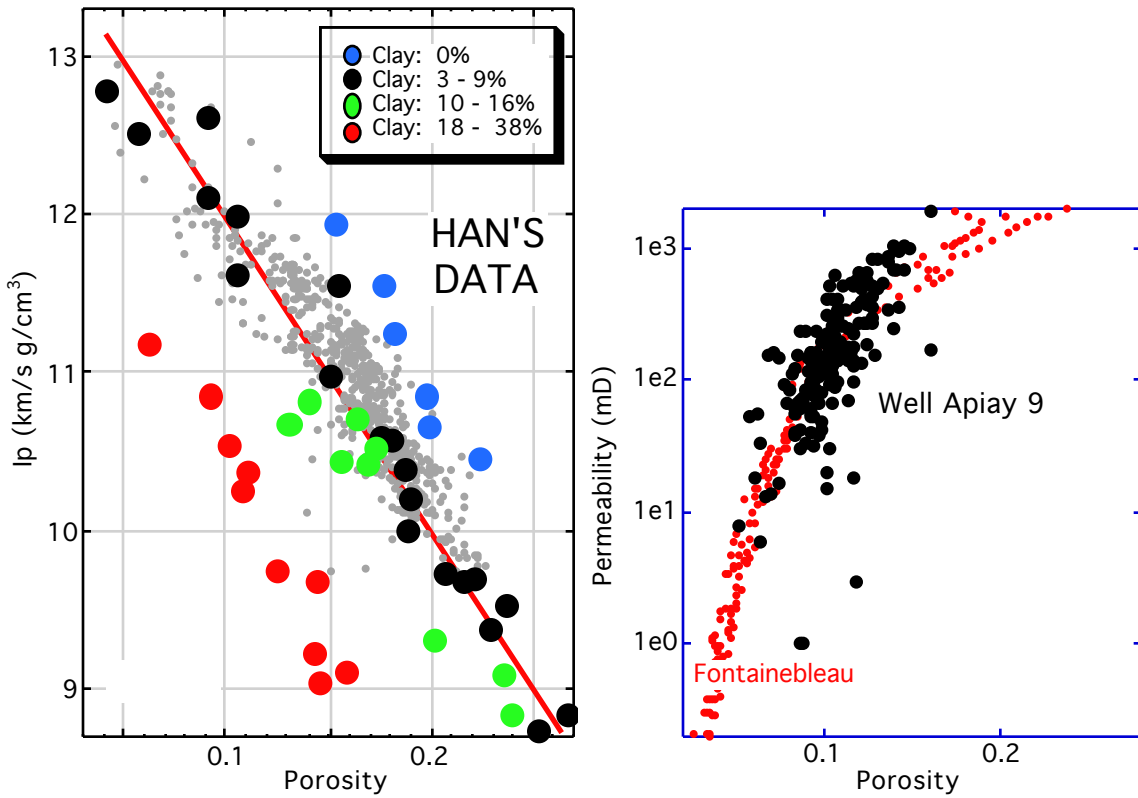 13
12
11
10
9
Ip (km/s g/cm³)
Clay: 0%
Clay: 3 - 9%
Clay: 10 - 16%
Clay: 18 - 38%
HAN'S
DATA
0.1
0.2
Porosity
1e3
1e2
1e1
1e0
Permeability (mD)
Well Apiay 9
Fontainebleau
0.1
0.2
Porosity